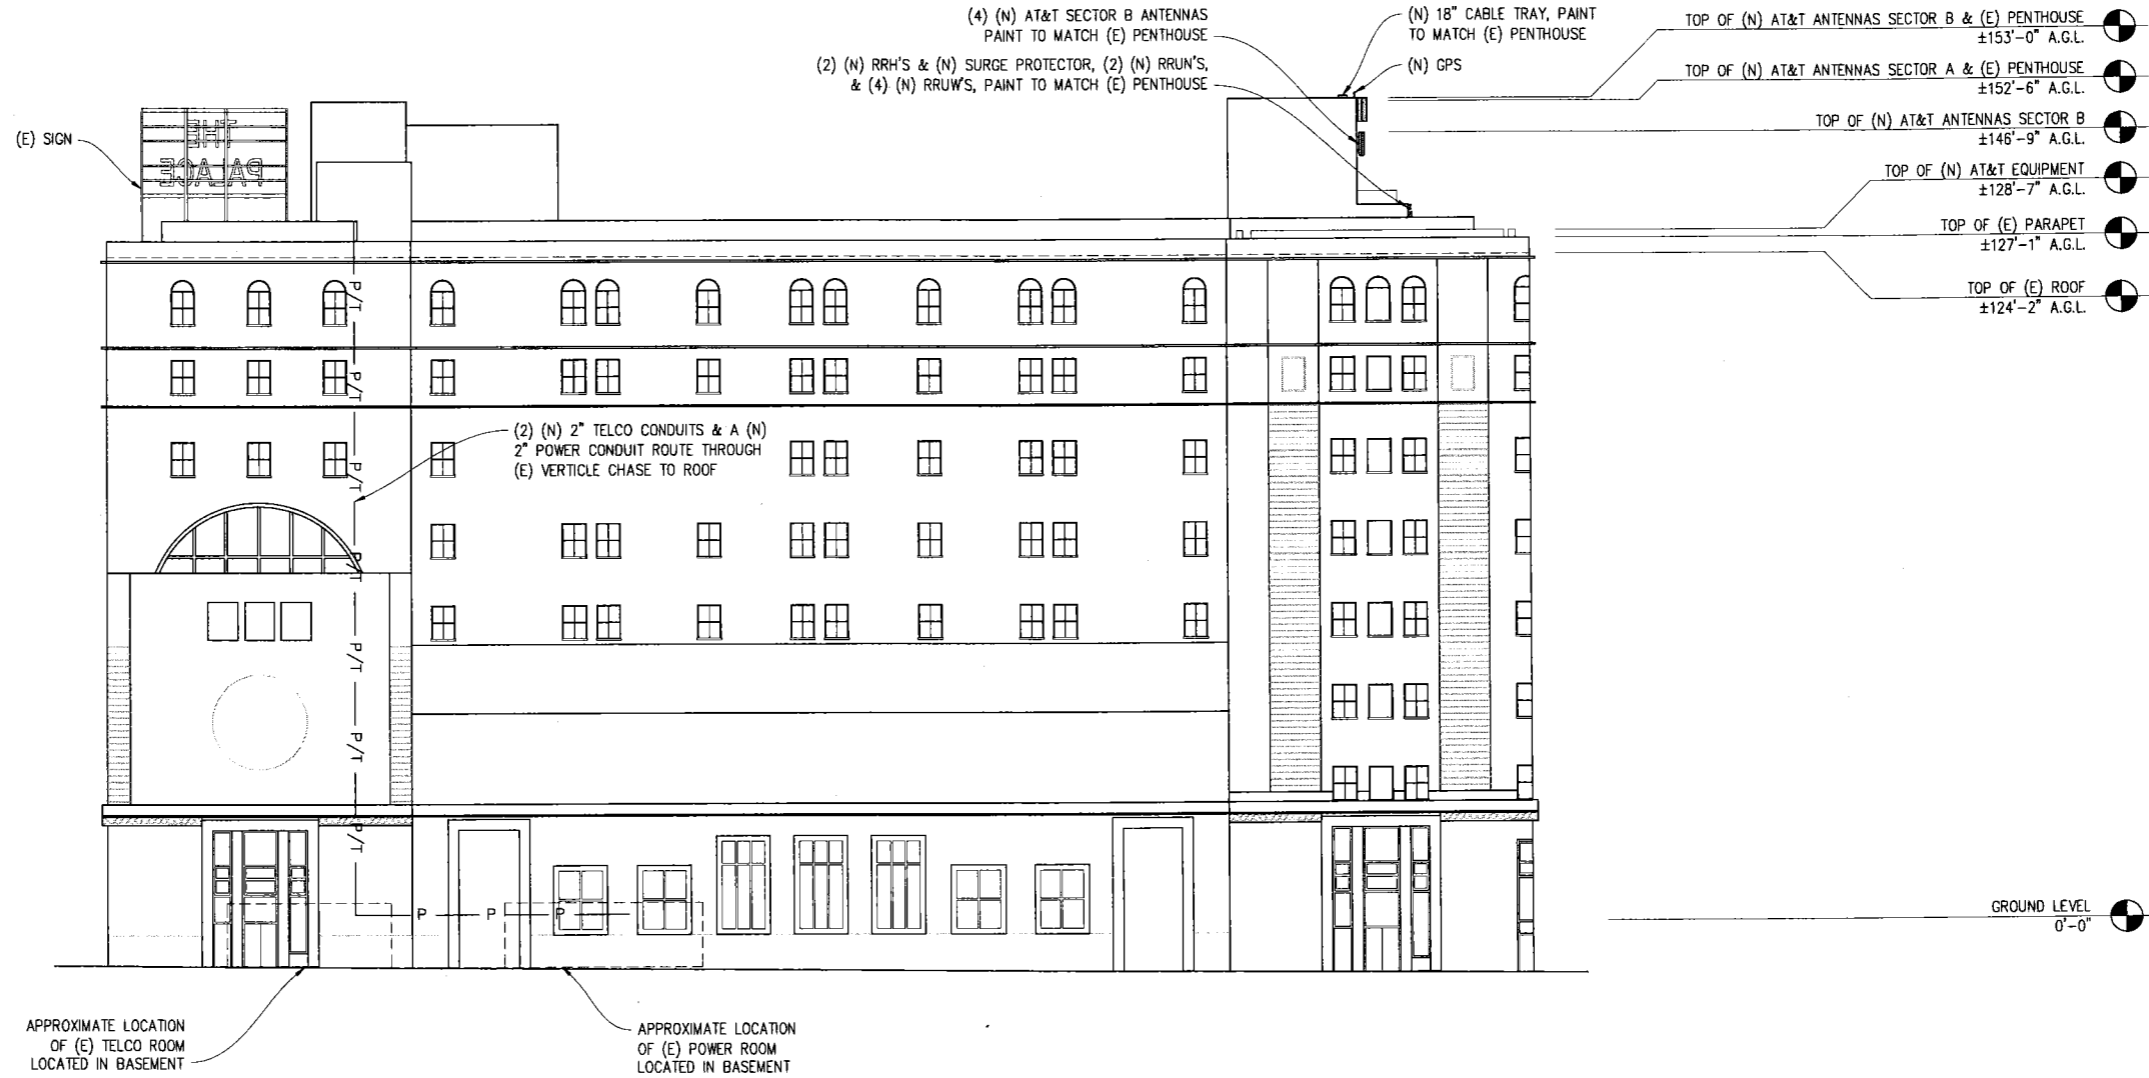 (4) (N) AT&T SECTOR B ANTENNAS
PAINT TO MATCH (E) PENTHOUSE
(2) (N) RRH'S & (N) SURGE PROTECTOR, (2) (N) RRUN'S,
& (4) (N) RRUW'S, PAINT TO MATCH (E) PENTHOUSE
(N) 18" CABLE TRAY, PAINT
TO MATCH (E) PENTHOUSE
(N) GPS
TOP OF (N) AT&T ANTENNAS SECTOR B & (E) PENTHOUSE
±153'-0" A.G.L.
TOP OF (N) AT&T ANTENNAS SECTOR A & (E) PENTHOUSE
±152'-6" A.G.L.
TOP OF (N) AT&T ANTENNAS SECTOR B
±146'-9" A.G.L.
TOP OF (N) AT&T EQUIPMENT
±128'-7" A.G.L.
TOP OF (E) PARAPET
±127'-1" A.G.L.
TOP OF (E) ROOF
±124'-2" A.G.L.
(E) SIGN
THE
PALACE
P/T
P/T
P/T
(2) (N) 2" TELCO CONDUITS & A (N)
2" POWER CONDUIT ROUTE THROUGH
(E) VERTICLE CHASE TO ROOF
P/T
P/T
P/T
P/T
P P P
GROUND LEVEL
0'-0"
APPROXIMATE LOCATION
OF (E) TELCO ROOM
LOCATED IN BASEMENT
APPROXIMATE LOCATION
OF (E) POWER ROOM
LOCATED IN BASEMENT